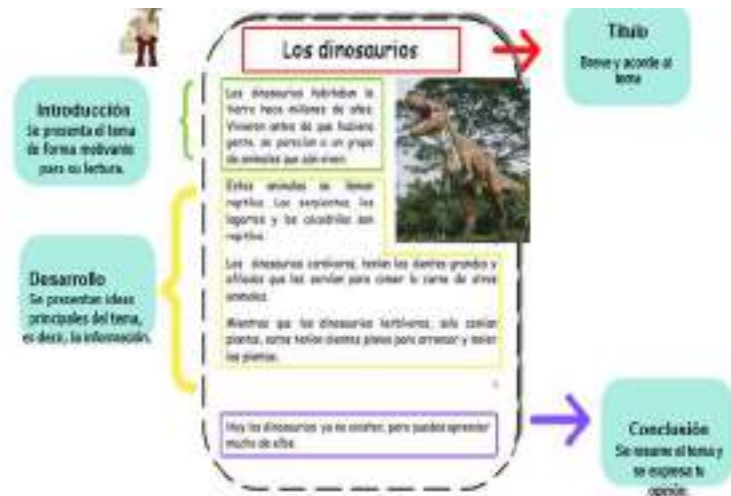 Los dinosaurios
Título
Breve y acorde al
tema
Introducción
Se presenta el tema
de forma motivante
para su lectura.
Los dinosaurios habitaban la
tierra hace millones de años.
Vivieron antes de que hubiera
gente, se parecían a un grupo
de animales que aún viven.
Estos animales se llaman
reptiles. Las serpientes, los
lagartos y los cocodrilos son
reptiles.
Desarrollo
Se presentan ideas
principales del tema,
es decir, la información.
Los dinosaurios carnívoros, tenían los dientes grandes y
afilados que les servían para comer la carne de otros
animales.
Mientras que los dinosaurios herbívoros, solo comían
plantas, estos tenían dientes planos para arrancar y moler
las plantas.
Hoy los dinosaurios ya no existen, pero puedes aprender
mucho de ellos.
Conclusión
Se resume el tema y
se expresa tu
opinión.